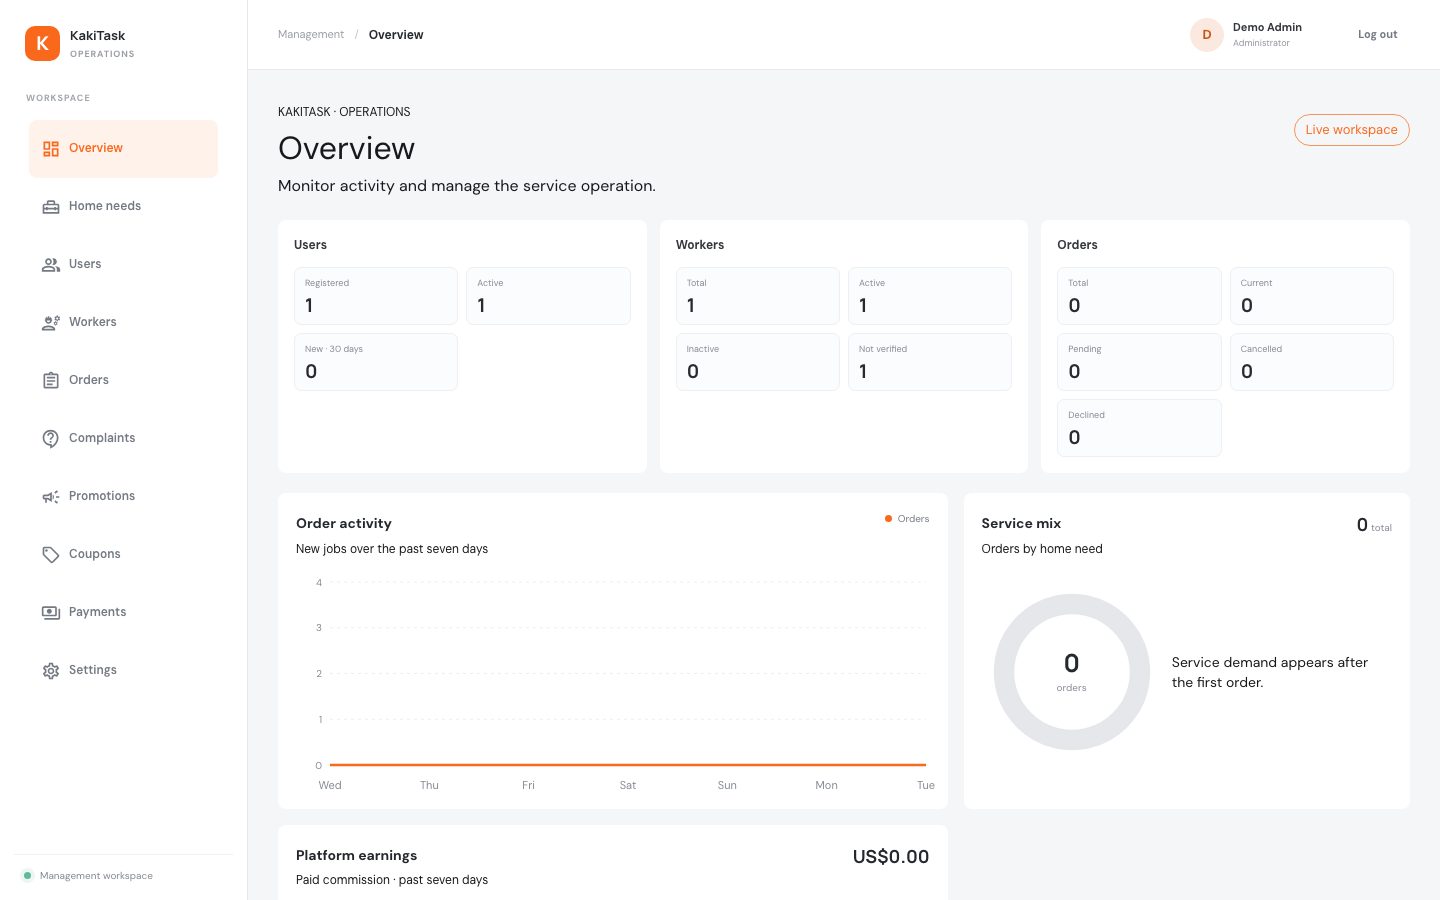 K
KakiTask
OPERATIONS
WORKSPACE
Overview
Home needs
Users
Workers
Orders
Complaints
Promotions
Coupons
Payments
Settings
Management workspace
Management / Overview
D
Demo Admin
Administrator
Log out
KAKITASK · OPERATIONS
Overview
Monitor activity and manage the service operation.
Live workspace
Users
Registered
1
Active
1
New · 30 days
0
Workers
Total
1
Active
1
Inactive
0
Not verified
1
Orders
Total
0
Current
0
Pending
0
Cancelled
0
Declined
0
Order activity
Orders
New jobs over the past seven days
4
3
2
1
0
Wed Thu Fri Sat Sun Mon Tue
Service mix
0 total
Orders by home need
0
orders
Service demand appears after
the first order.
Platform earnings
US$0.00
Paid commission · past seven days